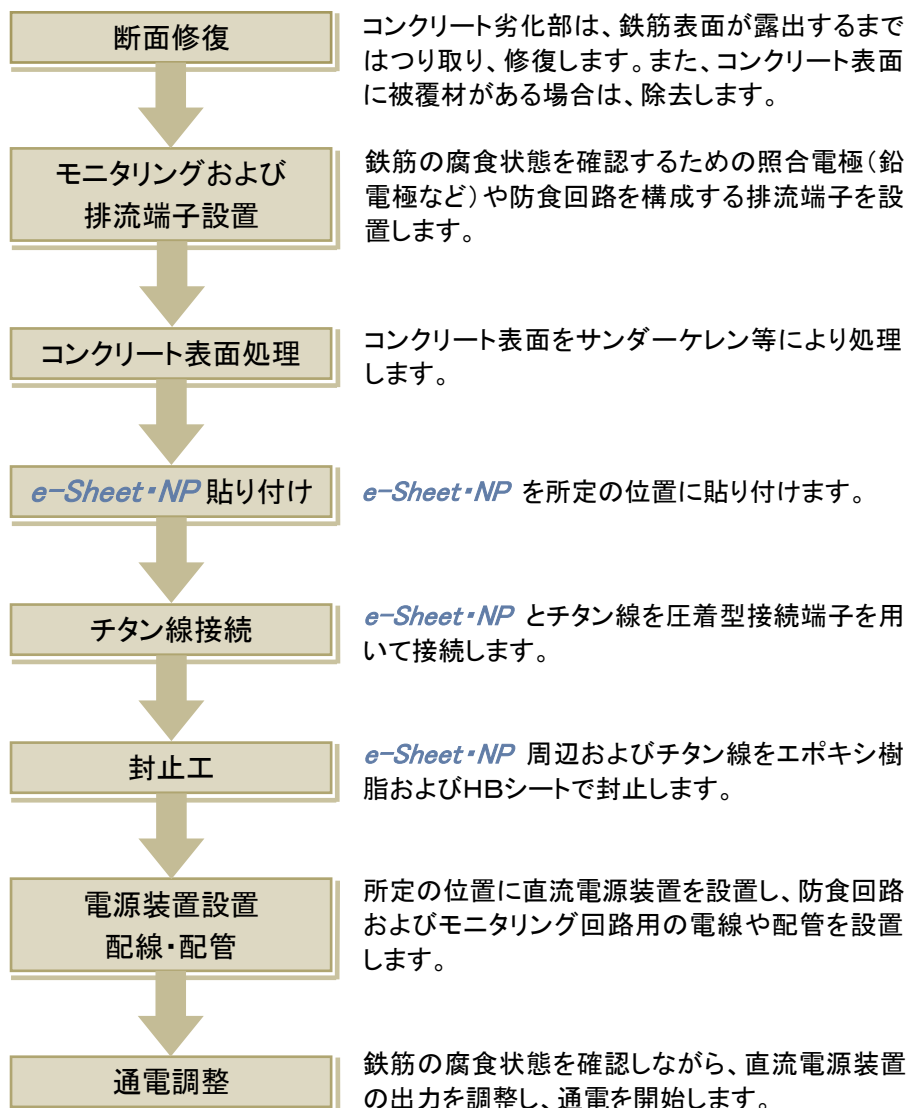 断面修復
コンクリート劣化部は、鉄筋表面が露出するまで
はつり取り、修復します。また、コンクリート表面
に被覆材がある場合は、除去します。
モニタリングおよび
排流端子設置
鉄筋の腐食状態を確認するための照合電極（鉛
電極など）や防食回路を構成する排流端子を設
置します。
コンクリート表面処理
コンクリート表面をサンダーケレン等により処理
します。
e-Sheet・NP 貼り付け
e-Sheet・NP を所定の位置に貼り付けます。
チタン線接続
e-Sheet・NP とチタン線を圧着型接続端子を用
いて接続します。
封止工
e-Sheet・NP 周辺およびチタン線をエポキシ樹
脂およびＨＢシートで封止します。
電源装置設置
配線・配管
所定の位置に直流電源装置を設置し、防食回路
およびモニタリング回路用の電線や配管を設置
します。
通電調整
鉄筋の腐食状態を確認しながら、直流電源装置
の出力を調整し、通電を開始します。